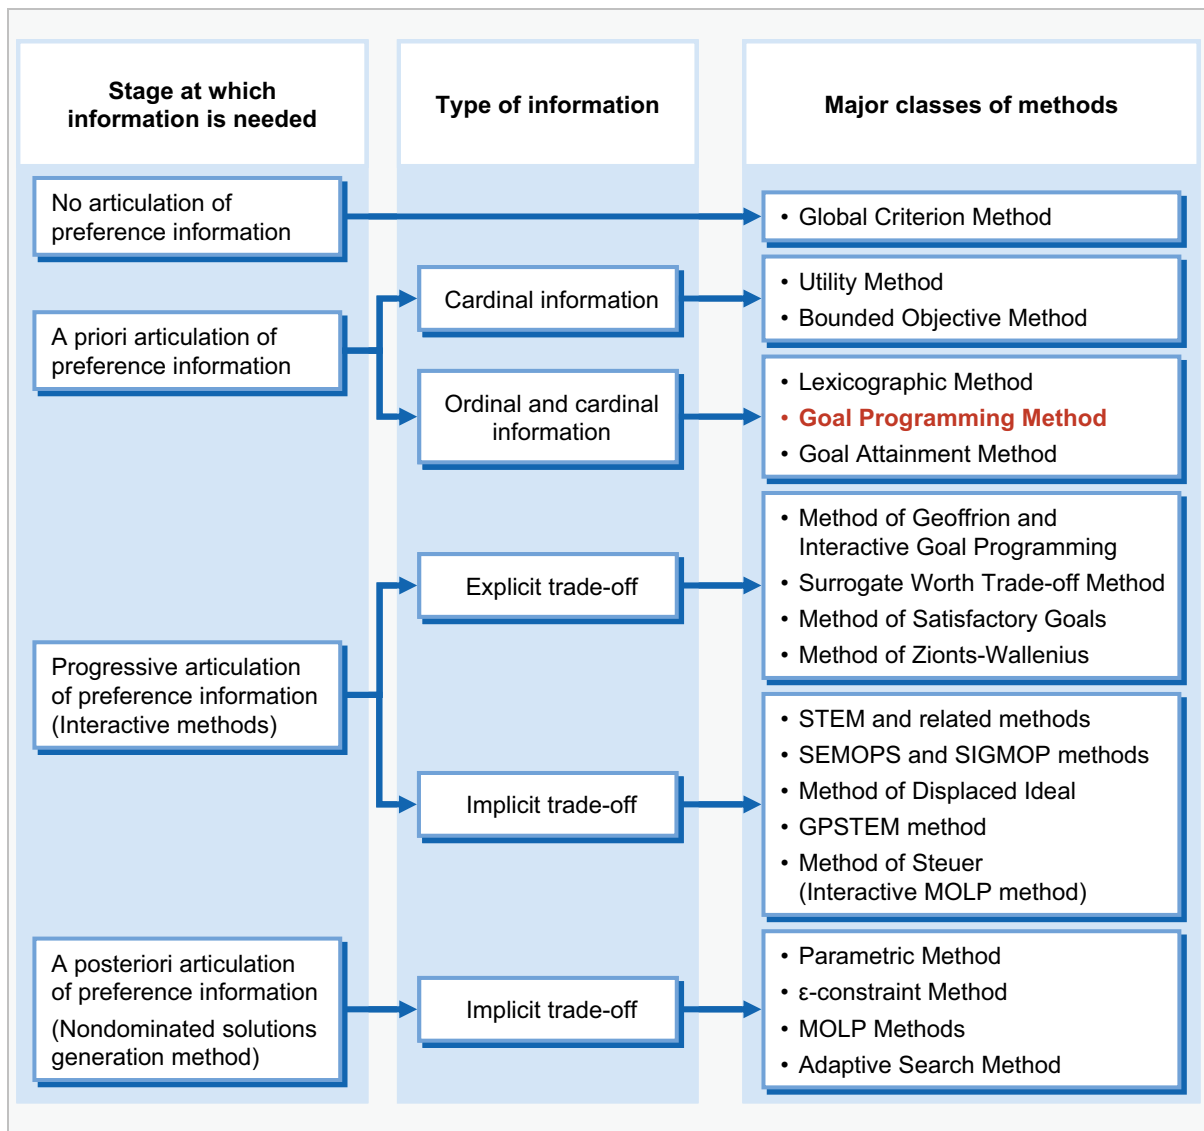 Stage at which
information is needed
Type of information
Major classes of methods
No articulation of
preference information
• Global Criterion Method
A priori articulation of
preference information
Cardinal information
• Utility Method
• Bounded Objective Method
Ordinal and cardinal
information
• Lexicographic Method
• Goal Programming Method
• Goal Attainment Method
Progressive articulation
of preference information
(Interactive methods)
Explicit trade-off
• Method of Geoffrion and
Interactive Goal Programming
• Surrogate Worth Trade-off Method
• Method of Satisfactory Goals
• Method of Zionts-Wallenius
Implicit trade-off
• STEM and related methods
• SEMOPS and SIGMOP methods
• Method of Displaced Ideal
• GPSTEM method
• Method of Steuer
(Interactive MOLP method)
A posteriori articulation
of preference information
(Nondominated solutions
generation method)
Implicit trade-off
• Parametric Method
• ε-constraint Method
• MOLP Methods
• Adaptive Search Method